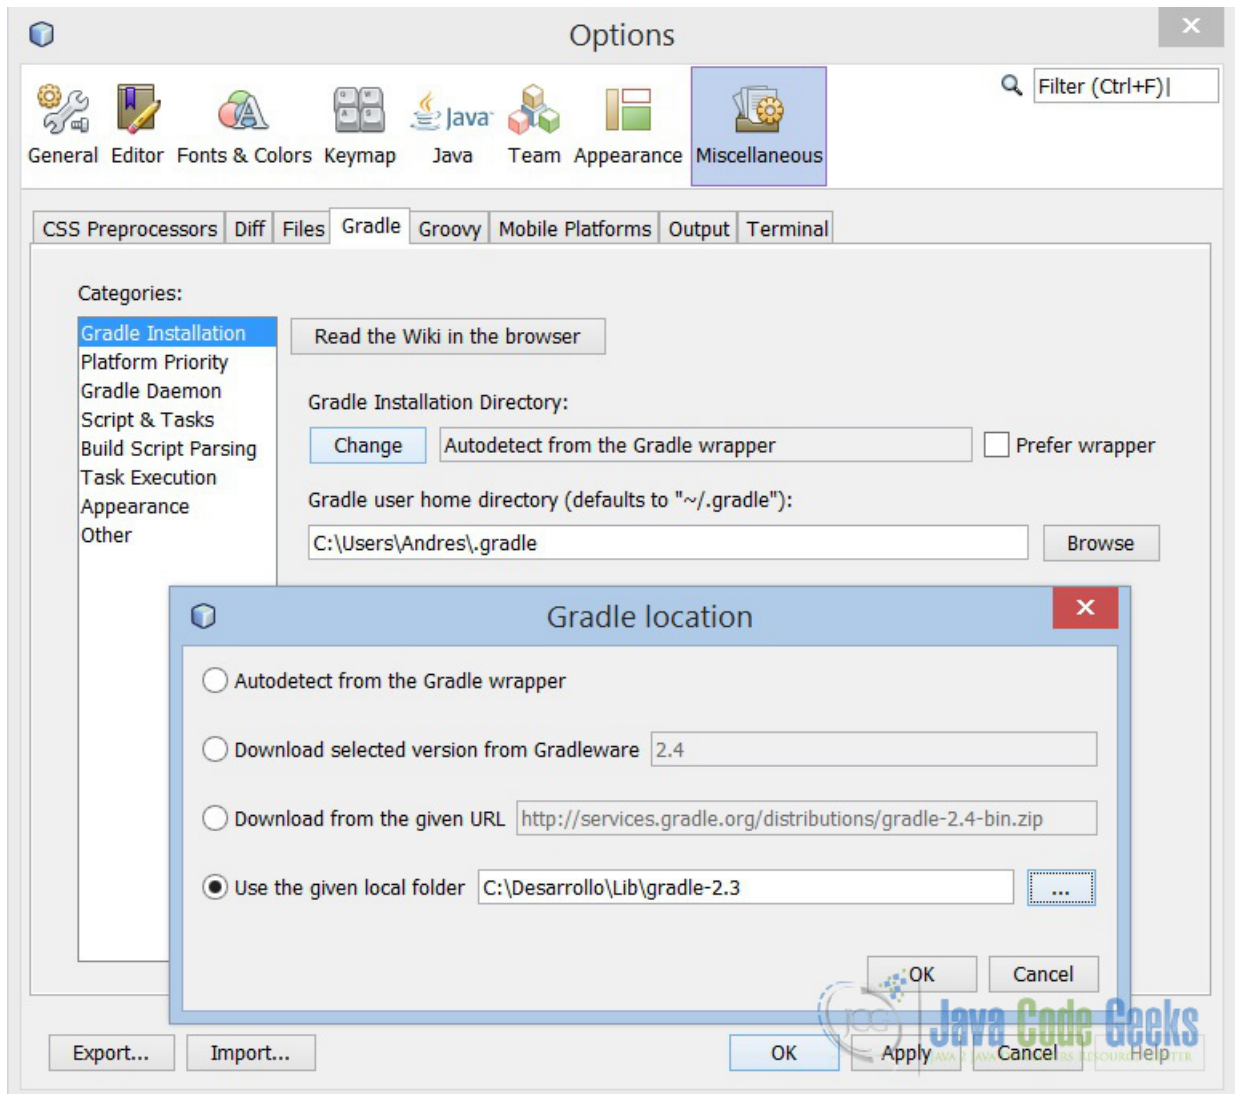 Options
Filter (Ctrl+F)
Java
General Editor Fonts & Colors Keymap Java Team Appearance Miscellaneous
CSS Preprocessors Diff Files Gradle Groovy Mobile Platforms Output Terminal
Categories:
Gradle Installation
Read the Wiki in the browser
Platform Priority
Gradle Daemon
Script & Tasks
Build Script Parsing
Task Execution
Appearance
Other
Gradle Installation Directory:
Change Autodetect from the Gradle wrapper Prefer wrapper
Gradle user home directory (defaults to "~/.gradle"):
C:\Users\Andres\.gradle Browse
Gradle location
Autodetect from the Gradle wrapper
Download selected version from Gradleware 2.4
Download from the given URL http://services.gradle.org/distributions/gradle-2.4-bin.zip
Use the given local folder C:\Desarrollo\Lib\gradle-2.3 ...
OK Cancel
JCG Java Code Geeks
Export... Import... OK Apply Cancel Help